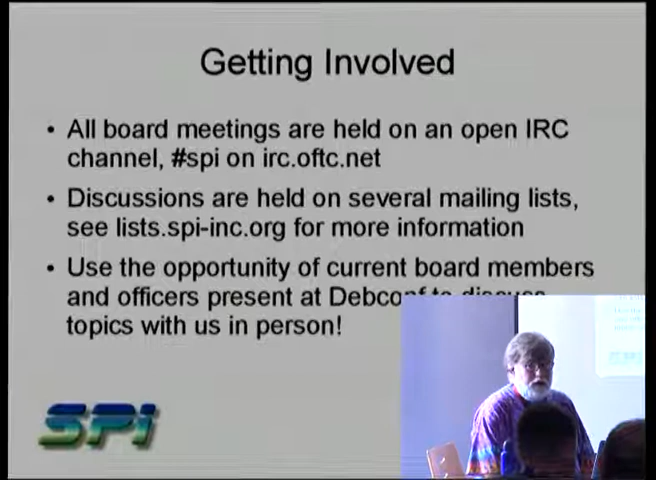 Getting Involved
• All board meetings are held on an open IRC
channel, #spi on irc.oftc.net
• Discussions are held on several mailing lists,
see lists.spi-inc.org for more information
• Use the opportunity of current board members
and officers present at Debconf to discuss
topics with us in person!
SPI